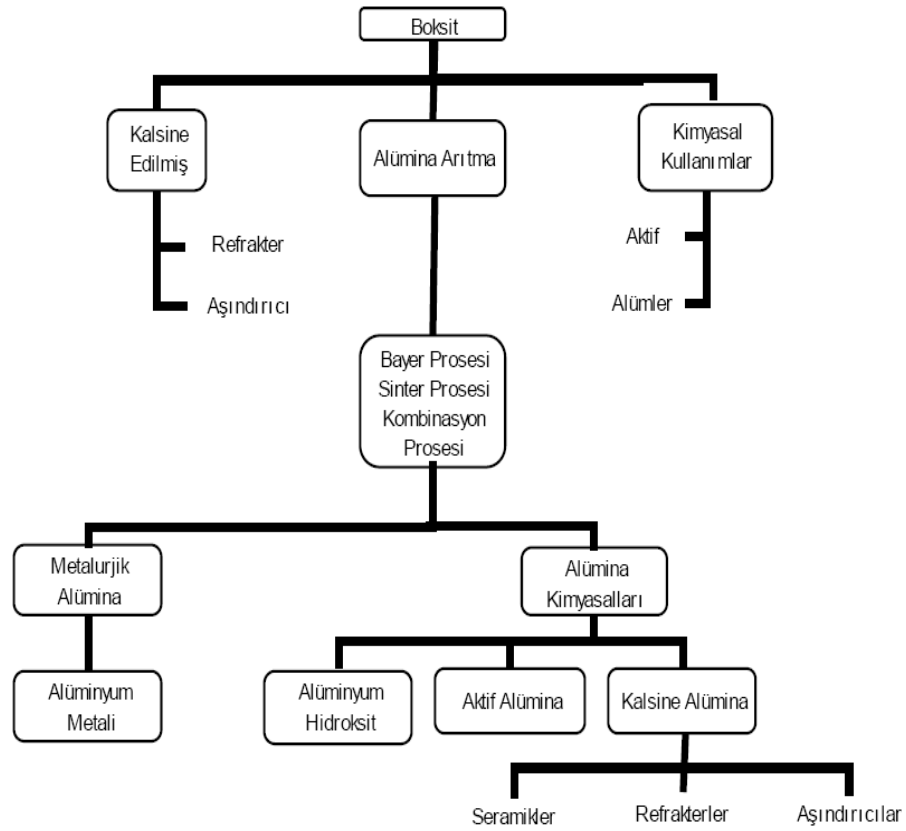 Boksit
Kalsine
Edilmiş
Alümina Arıtma
Kimyasal
Kullanımlar
Refrakter
Aşındırıcı
Aktif
Alümler
Bayer Prosesi
Sinter Prosesi
Kombinasyon
Prosesi
Metalurjik
Alümina
Alümina
Kimyasalları
Alüminyum
Metali
Alüminyum
Hidroksit
Aktif Alümina
Kalsine Alümina
Seramikler
Refrakterler
Aşındırıcılar